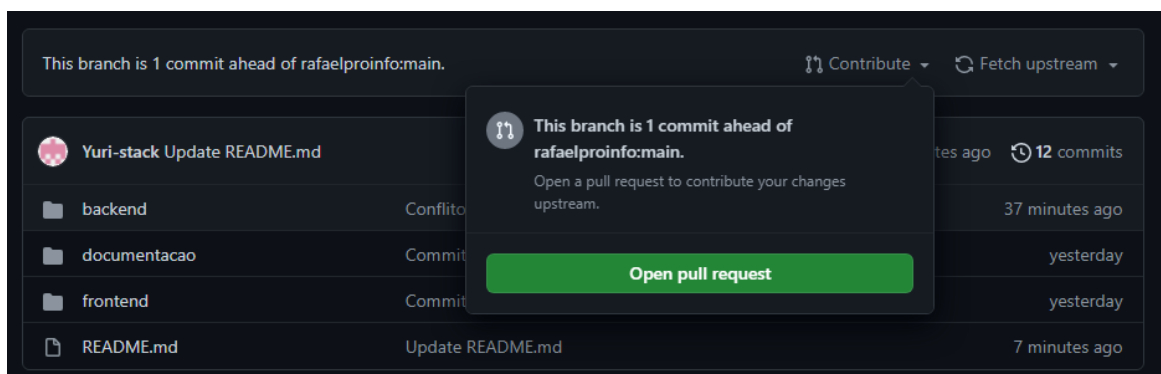 This branch is 1 commit ahead of rafaelproinfo:main.
Contribute
Fetch upstream
This branch is 1 commit ahead of
rafaelproinfo:main.
Open a pull request to contribute your changes
upstream.
Open pull request
Yuri-stack Update README.md
ago
12 commits
backend
Conflito
37 minutes ago
documentacao
Commit
yesterday
frontend
Commit
yesterday
README.md
Update README.md
7 minutes ago